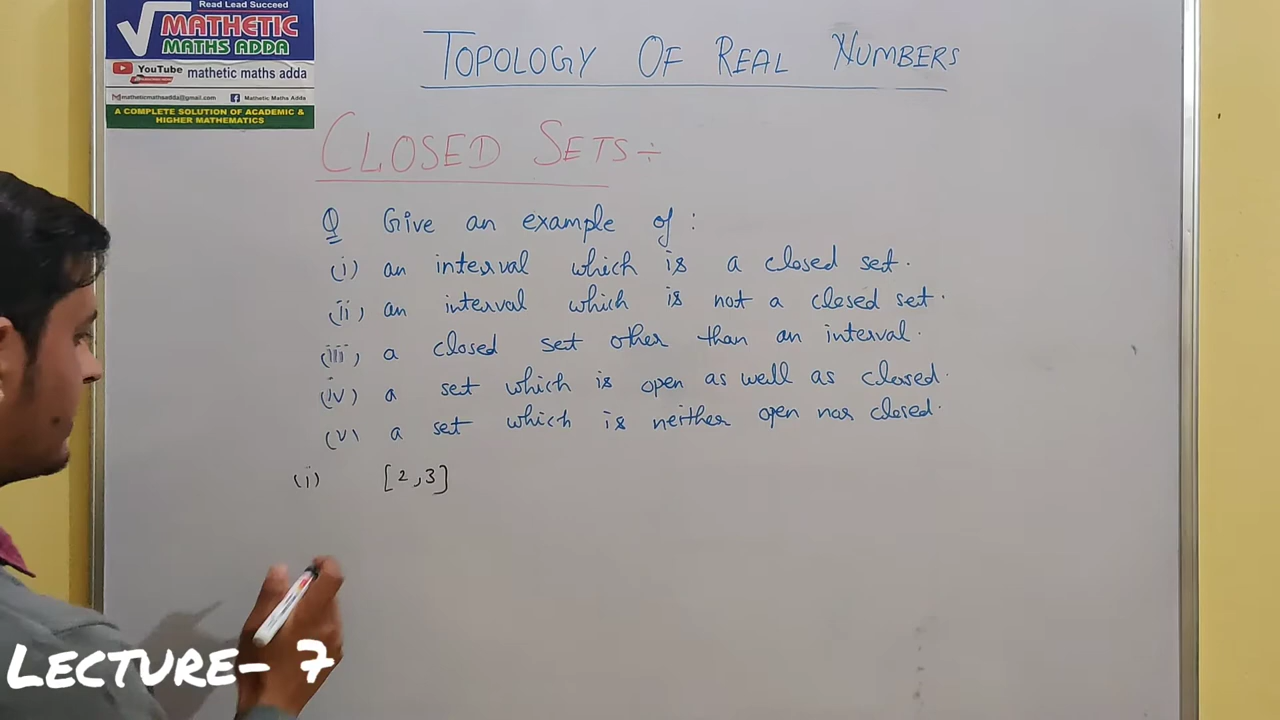 Read Lead Succeed
MATHETIC
MATHS ADDA
YouTube mathetic maths adda
matheticmathsadda@gmail.com Mathetic Maths Adda
A COMPLETE SOLUTION OF ACADEMIC &
HIGHER MATHEMATICS
TOPOLOGY OF REAL NUMBERS
CLOSED SETS÷
Q Give an example of :
(i) an interval which is a closed set.
(ii) an interval which is not a closed set.
(iii) a closed set other than an interval.
(iv) a set which is open as well as closed.
(v) a set which is neither open nor closed.
(i) [2,3]
LECTURE- 7